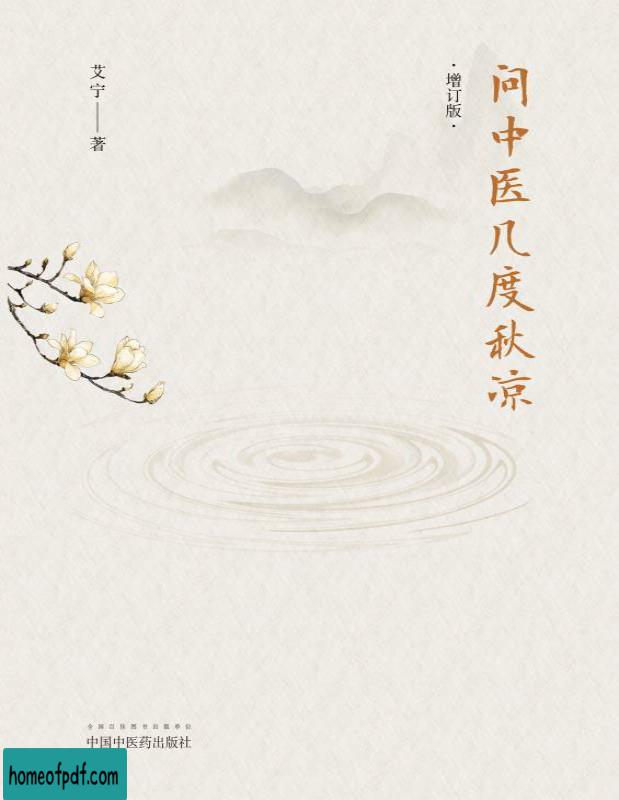 问中医几度秋凉
·增订版·
艾宁——著
全国百佳图书出版单位
中国中医药出版社
homeofpdf.com